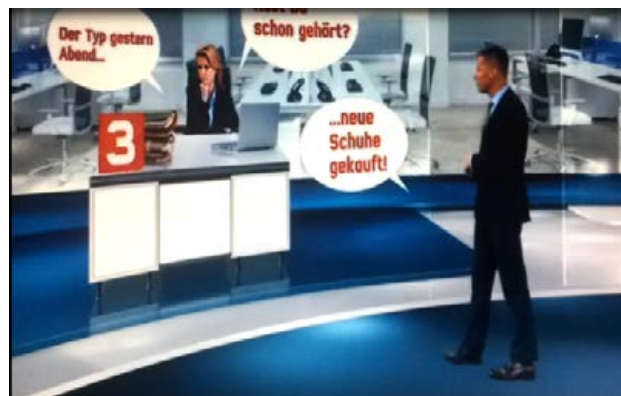 Der Typ gestern
Abend...
schon gehört?
3
...neue
Schuhe
gekauft!